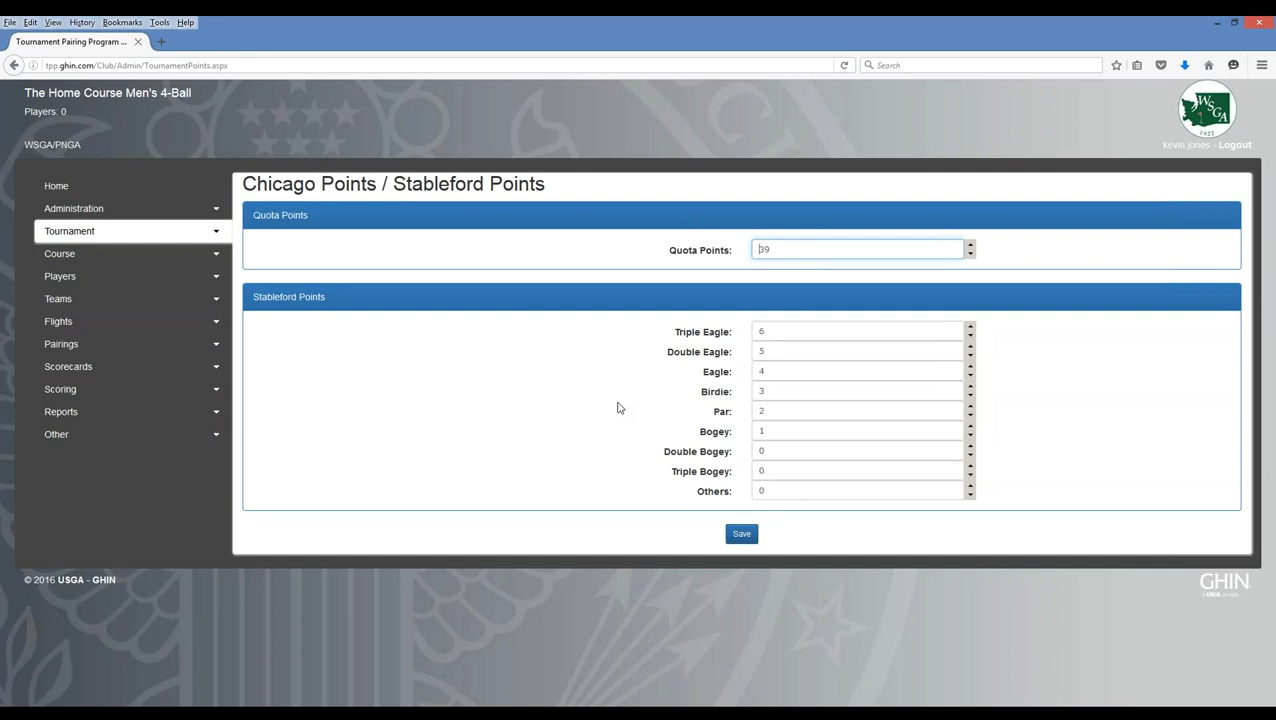 File Edit View History Bookmarks Tools Help
Tournament Pairing Program ...
tpp.ghin.com/Club/Admin/TournamentPoints.aspx
Search
The Home Course Men's 4-Ball
Players: 0
WSGA/PNGA
WSGA
1922
kevin jones - Logout
Home
Administration
Tournament
Course
Players
Teams
Flights
Pairings
Scorecards
Scoring
Reports
Other
Chicago Points / Stableford Points
Quota Points
Quota Points: 39
Stableford Points
Triple Eagle: 6
Double Eagle: 5
Eagle: 4
Birdie: 3
Par: 2
Bogey: 1
Double Bogey: 0
Triple Bogey: 0
Others: 0
Save
© 2016 USGA - GHIN
GHIN